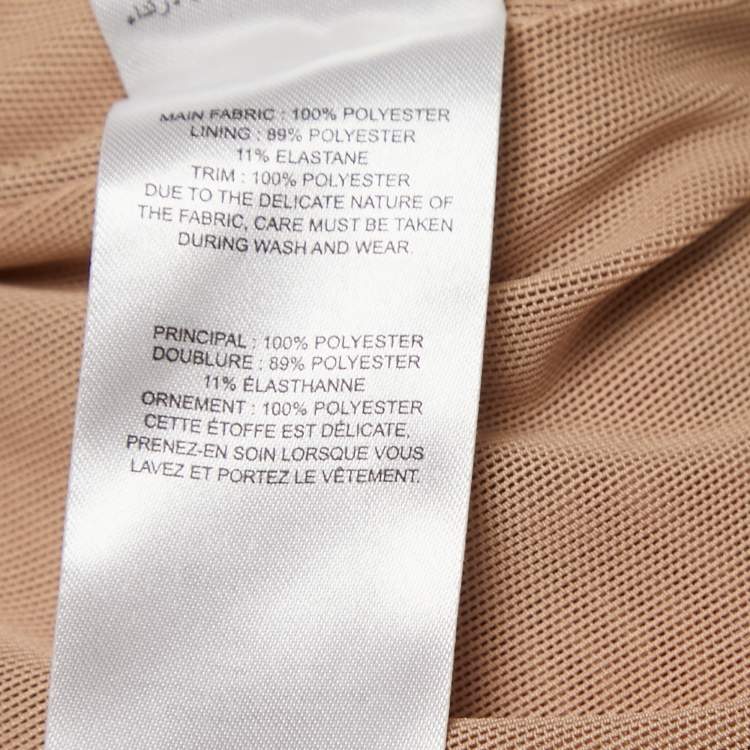 MAIN FABRIC : 100% POLYESTER
LINING : 89% POLYESTER
11% ELASTANE
TRIM : 100% POLYESTER
DUE TO THE DELICATE NATURE OF
THE FABRIC, CARE MUST BE TAKEN
DURING WASH AND WEAR.
PRINCIPAL : 100% POLYESTER
DOUBLURE : 89% POLYESTER
11% ÉLASTHANNE
ORNEMENT : 100% POLYESTER
CETTE ÉTOFFE EST DÉLICATE,
PRENEZ-EN SOIN LORSQUE VOUS
LAVEZ ET PORTEZ LE VÊTEMENT.